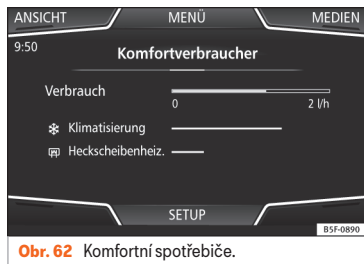 ANSICHT MENÜ MEDIEN
9:50
Komfortverbraucher
Verbrauch
0 2 l/h
Klimatisierung
Heckscheibenheiz.
SETUP
B5F-0890
Obr. 62 Komfortní spotřebiče.